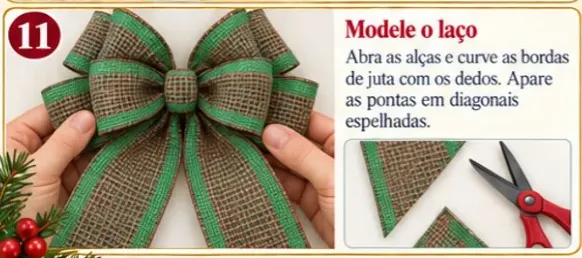 11
Modele o laço
Abra as alças e curve as bordas
de juta com os dedos. Apare
as pontas em diagonais
espelhadas.